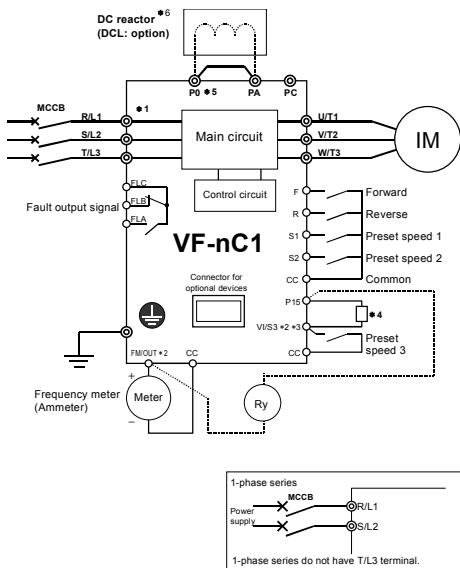 DC reactor *6
(DCL: option)
P0 *5 PA PC
MCCB
*1
R/L1 U/T1
S/L2 V/T2
T/L3 W/T3
Main circuit
IM
Control circuit
FLC
FLB
FLA
Fault output signal
VF-nC1
F Forward
R Reverse
S1 Preset speed 1
S2 Preset speed 2
CC Common
Connector for
optional devices
P15
*4
VI/S3 *2 *3
Preset
speed 3
CC
FM/OUT *2 CC
+
Frequency meter
(Ammeter)
Meter
Ry
−
1-phase series
MCCB
Power
supply
R/L1
S/L2
1-phase series do not have T/L3 terminal.